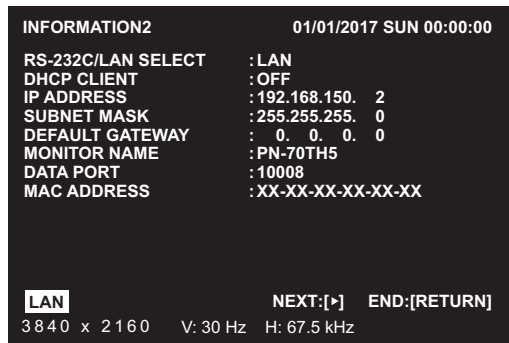 INFORMATION2 01/01/2017 SUN 00:00:00
RS-232C/LAN SELECT :LAN
DHCP CLIENT :OFF
IP ADDRESS :192.168.150. 2
SUBNET MASK :255.255.255. 0
DEFAULT GATEWAY : 0. 0. 0. 0
MONITOR NAME :PN-70TH5
DATA PORT :10008
MAC ADDRESS :XX-XX-XX-XX-XX-XX
LAN NEXT:[►] END:[RETURN]
3840 x 2160 V: 30 Hz H: 67.5 kHz